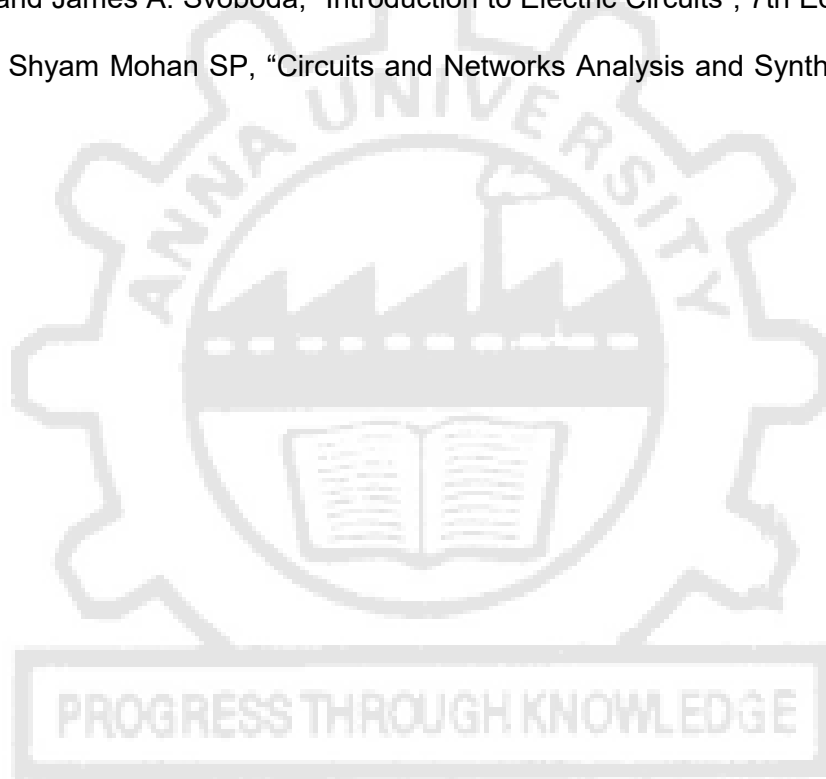 and James A. Svoboda, "Introduction to Electric Circuits", 7th Ed
Shyam Mohan SP, “Circuits and Networks Analysis and Synth
ANNA UNIVERSITY
PROGRESS THROUGH KNOWLEDGE